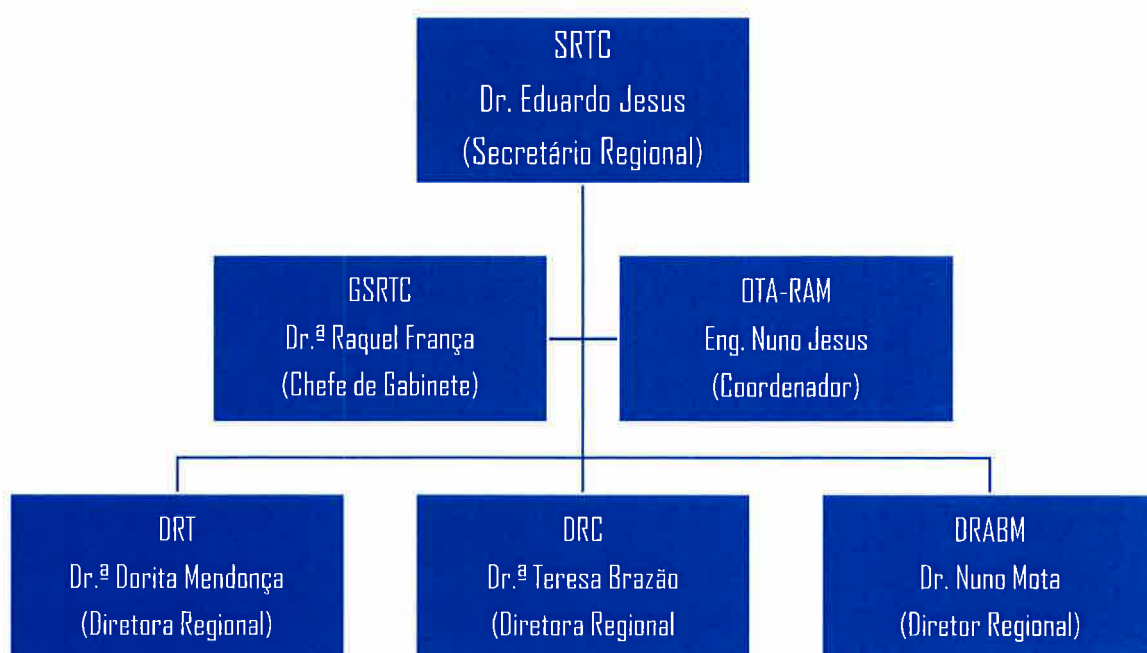 SRTC
Dr. Eduardo Jesus
(Secretário Regional)
GSRTC
Dr.ª Raquel França
(Chefe de Gabinete)
OTA-RAM
Eng. Nuno Jesus
(Coordenador)
DRT
Dr.ª Dorita Mendonça
(Diretora Regional)
DRC
Dr.ª Teresa Brazão
(Diretora Regional
DRABM
Dr. Nuno Mota
(Diretor Regional)